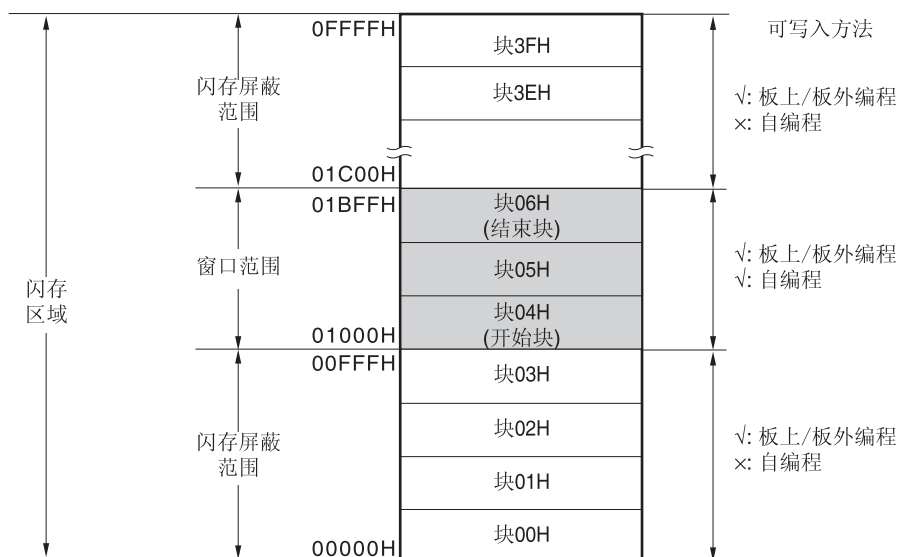 可写入方法
0FFFFH
块3FH
块3EH
闪存屏蔽
范围
√: 板上/板外编程
×: 自编程
01C00H
01BFFH
块06H
(结束块)
块05H
窗口范围
√: 板上/板外编程
√: 自编程
闪存
区域
块04H
(开始块)
01000H
00FFFH
块03H
块02H
闪存屏蔽
范围
√: 板上/板外编程
×: 自编程
块01H
块00H
00000H